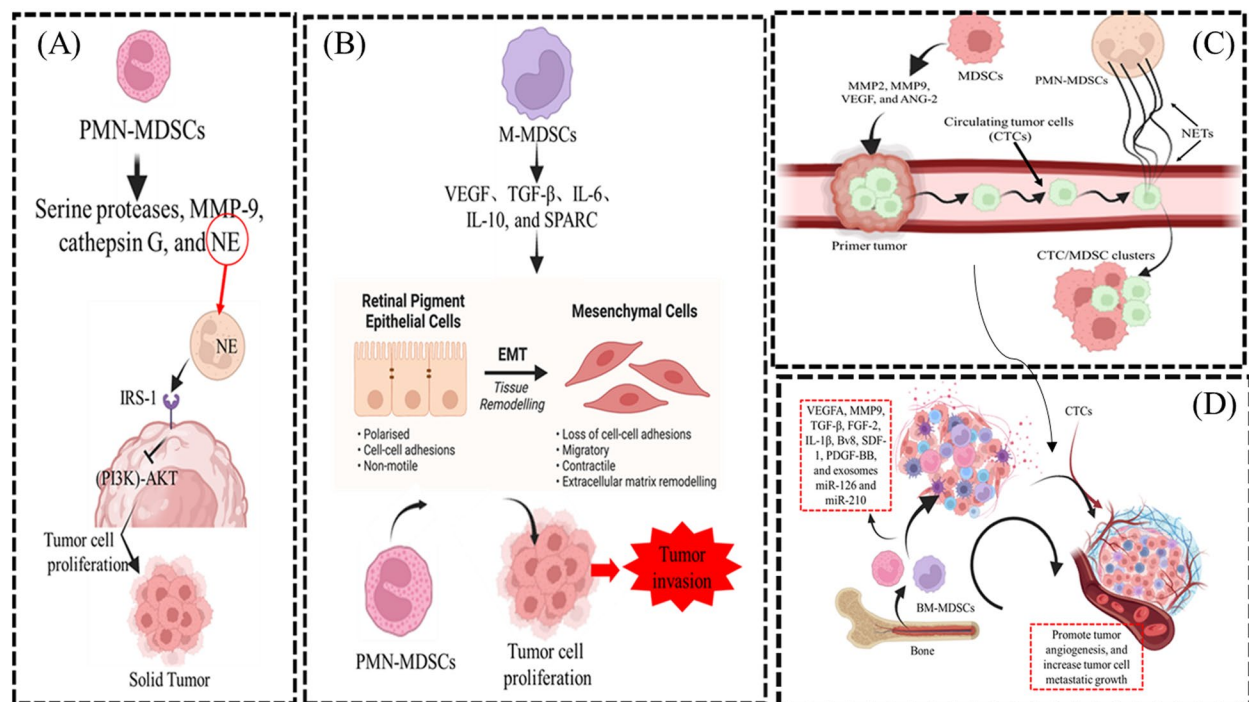 (A)
PMN-MDSCs
Serine proteases, MMP-9,
cathepsin G, and NE
NE
IRS-1
(PI3K)-AKT
Tumor cell
proliferation
Solid Tumor
(B)
M-MDSCs
VEGF、TGF-β、IL-6、
IL-10, and SPARC
Retinal Pigment
Epithelial Cells
Mesenchymal Cells
EMT
Tissue
Remodelling
• Polarised
• Cell-cell adhesions
• Non-motile
• Loss of cell-cell adhesions
• Migratory
• Contractile
• Extracellular matrix remodelling
PMN-MDSCs
Tumor cell
proliferation
Tumor
invasion
(C)
MDSCs
PMN-MDSCs
MMP2, MMP9,
VEGF, and ANG-2
Circulating tumor cells
(CTCs)
NETs
Primer tumor
CTC/MDSC clusters
(D)
VEGFA, MMP9,
TGF-β, FGF-2,
IL-1β, Bv8, SDF-
1, PDGF-BB,
and exosomes
miR-126 and
miR-210
CTCs
BM-MDSCs
Bone
Promote tumor
angiogenesis, and
increase tumor cell
metastatic growth